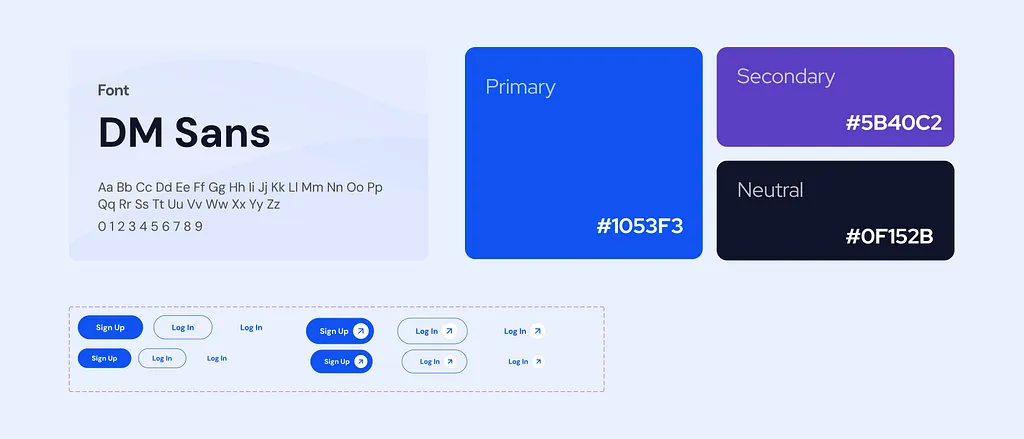 Font
DM Sans
Aa Bb Cc Dd Ee Ff Gg Hh Ii Jj Kk Ll Mm Nn Oo Pp
Qq Rr Ss Tt Uu Vv Ww Xx Yy Zz
0 1 2 3 4 5 6 7 8 9
Primary
#1053F3
Secondary
#5B40C2
Neutral
#0F152B
Sign Up
Log In
Log In
Sign Up
Log In
Log In
Sign Up
Log In
Log In
Sign Up
Log In
Log In